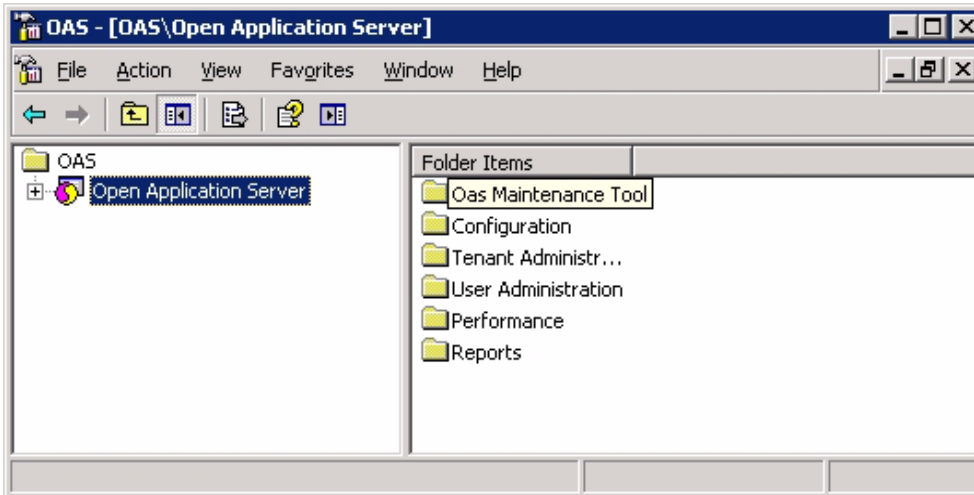 OAS - [OAS\Open Application Server]
File Action View Favorites Window Help
OAS
Open Application Server
Folder Items
Oas Maintenance Tool
Configuration
Tenant Administr...
User Administration
Performance
Reports